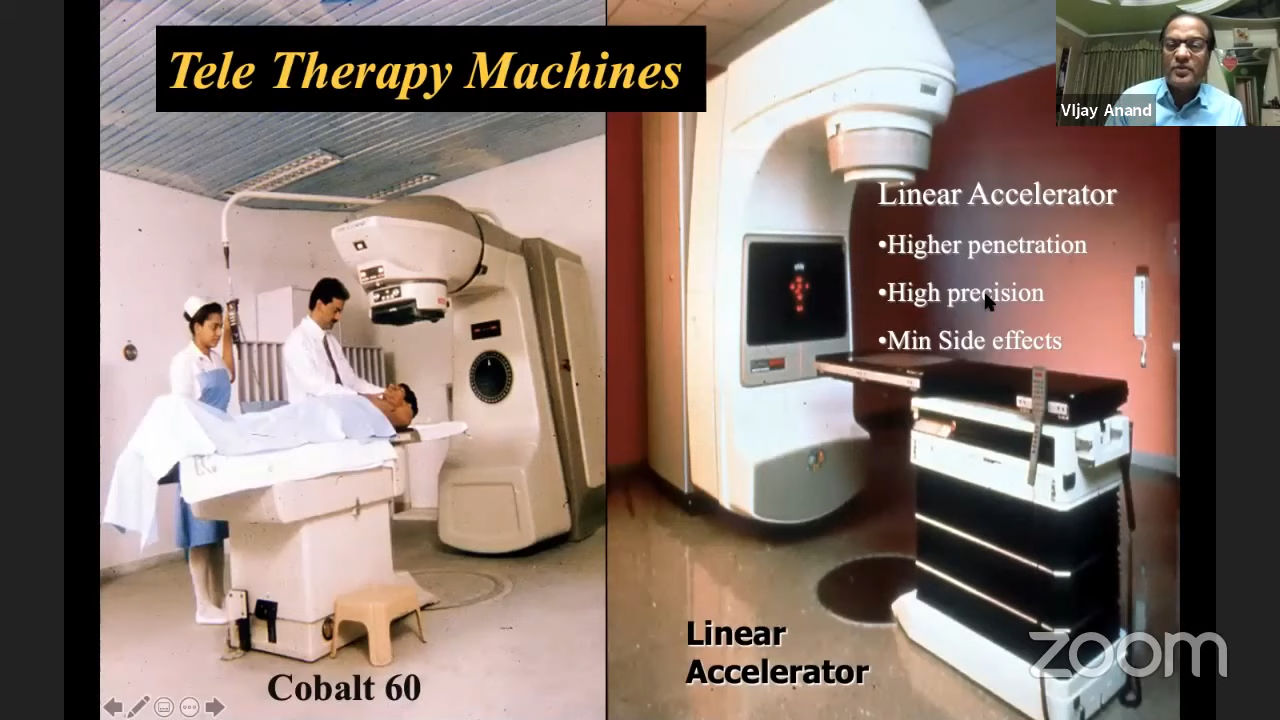 Tele Therapy Machines
VIjay Anand
Linear Accelerator
•Higher penetration
•High precision
•Min Side effects
Linear
Accelerator
Cobalt 60
zoom